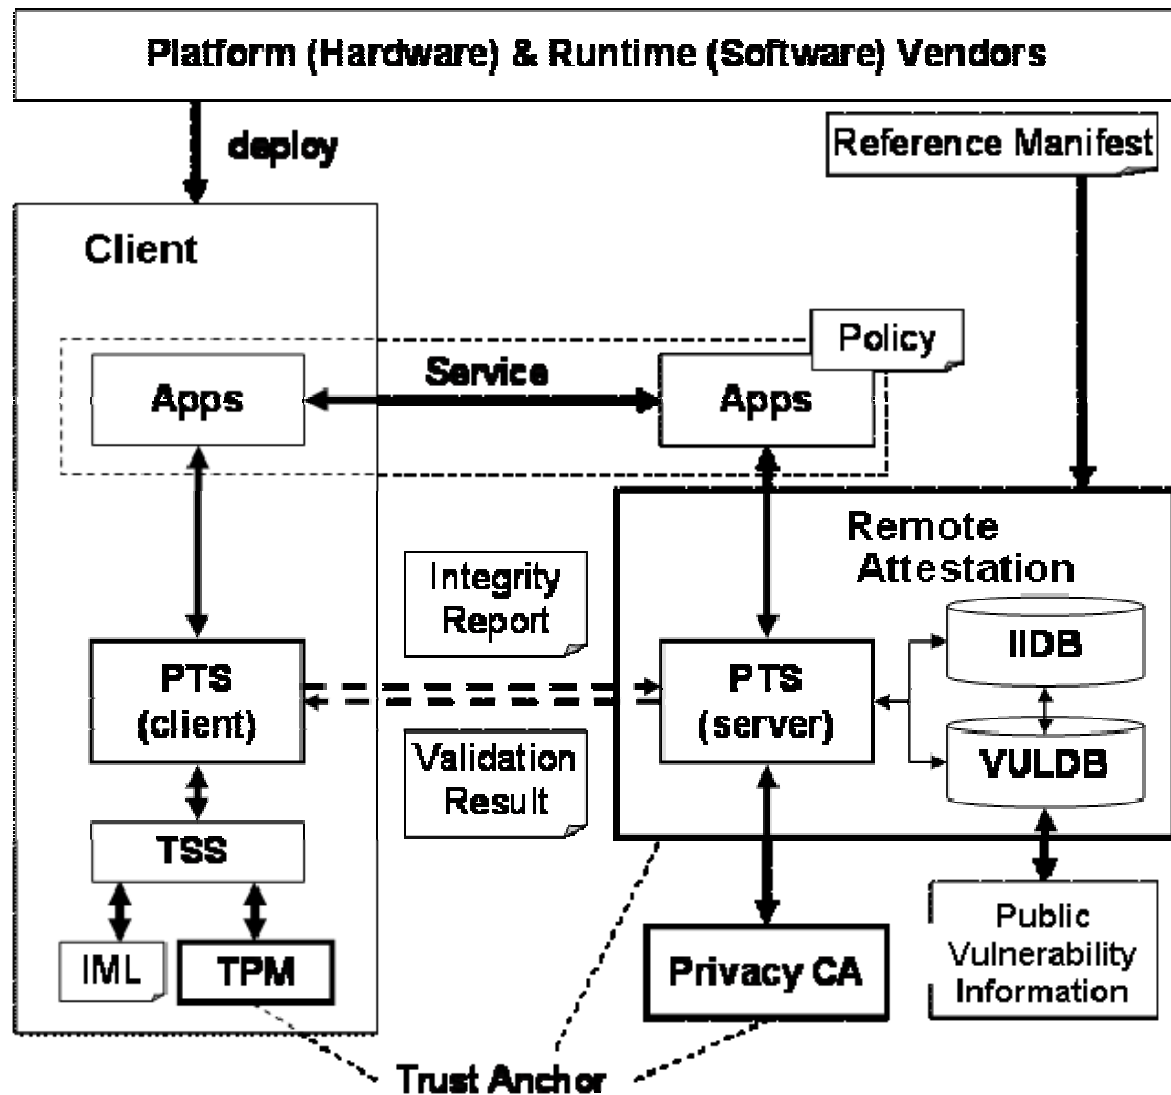 Platform (Hardware) & Runtime (Software) Vendors
deploy
Reference Manifest
Client
Policy
Apps
Service
Apps
Remote
Attestation
Integrity
Report
IIDB
PTS
(client)
PTS
(server)
Validation
Result
VULDB
TSS
IML
TPM
Privacy CA
Public
Vulnerability
Information
Trust Anchor